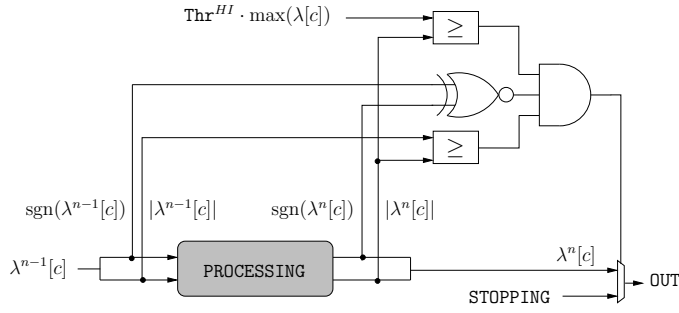 Thr^{HI} · max(λ[c])
≥
≥
sgn(λ^{n−1}[c]) |λ^{n−1}[c]| sgn(λ^{n}[c]) |λ^{n}[c]|
λ^{n−1}[c] PROCESSING λ^{n}[c]
OUT
STOPPING